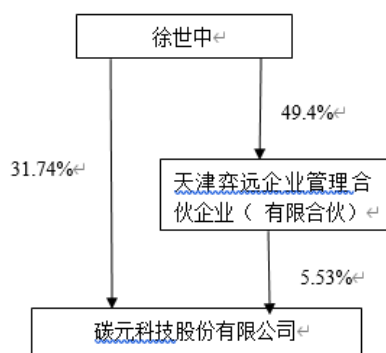 徐世中
49.4%
31.74%
天津弈远企业管理合
伙企业（ 有限合伙）
5.53%
碳元科技股份有限公司